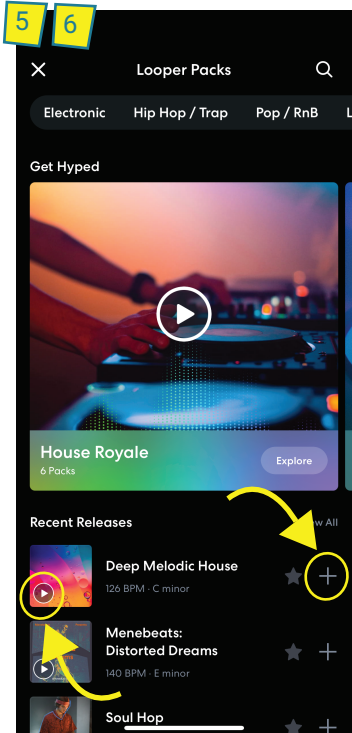 5 6
Looper Packs
Electronic Hip Hop / Trap Pop / RnB L
Get Hyped
House Royale
6 Packs
Explore
Recent Releases
w All
Deep Melodic House
126 BPM · C minor
Menebeats:
Distorted Dreams
140 BPM · E minor
Soul Hop